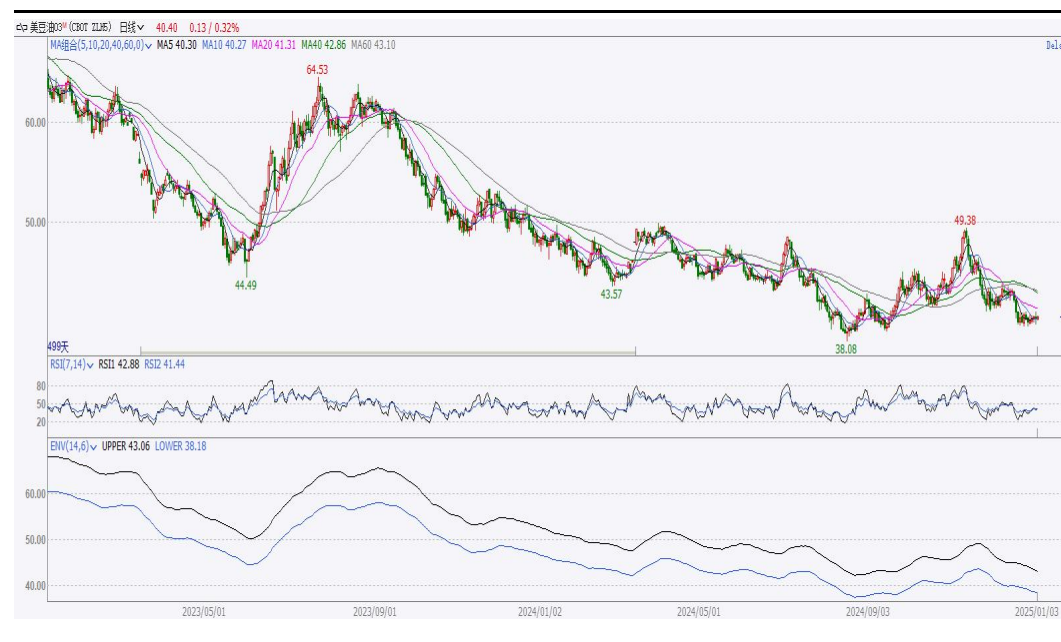 美豆油03M (CBOT ZLH5) 日线 40.40 0.13 / 0.32%
MA组合(5,10,20,40,60,0) MA5 40.30 MA10 40.27 MA20 41.31 MA40 42.86 MA60 43.10
64.53
60.00
50.00
49.38
44.49
43.57
38.08
499天
RSI(7,14) RSI1 42.88 RSI2 41.44
80
50
20
ENV(14,6) UPPER 43.06 LOWER 38.18
60.00
50.00
40.00
2023/05/01 2023/09/01 2024/01/02 2024/05/01 2024/09/03 2025/01/03